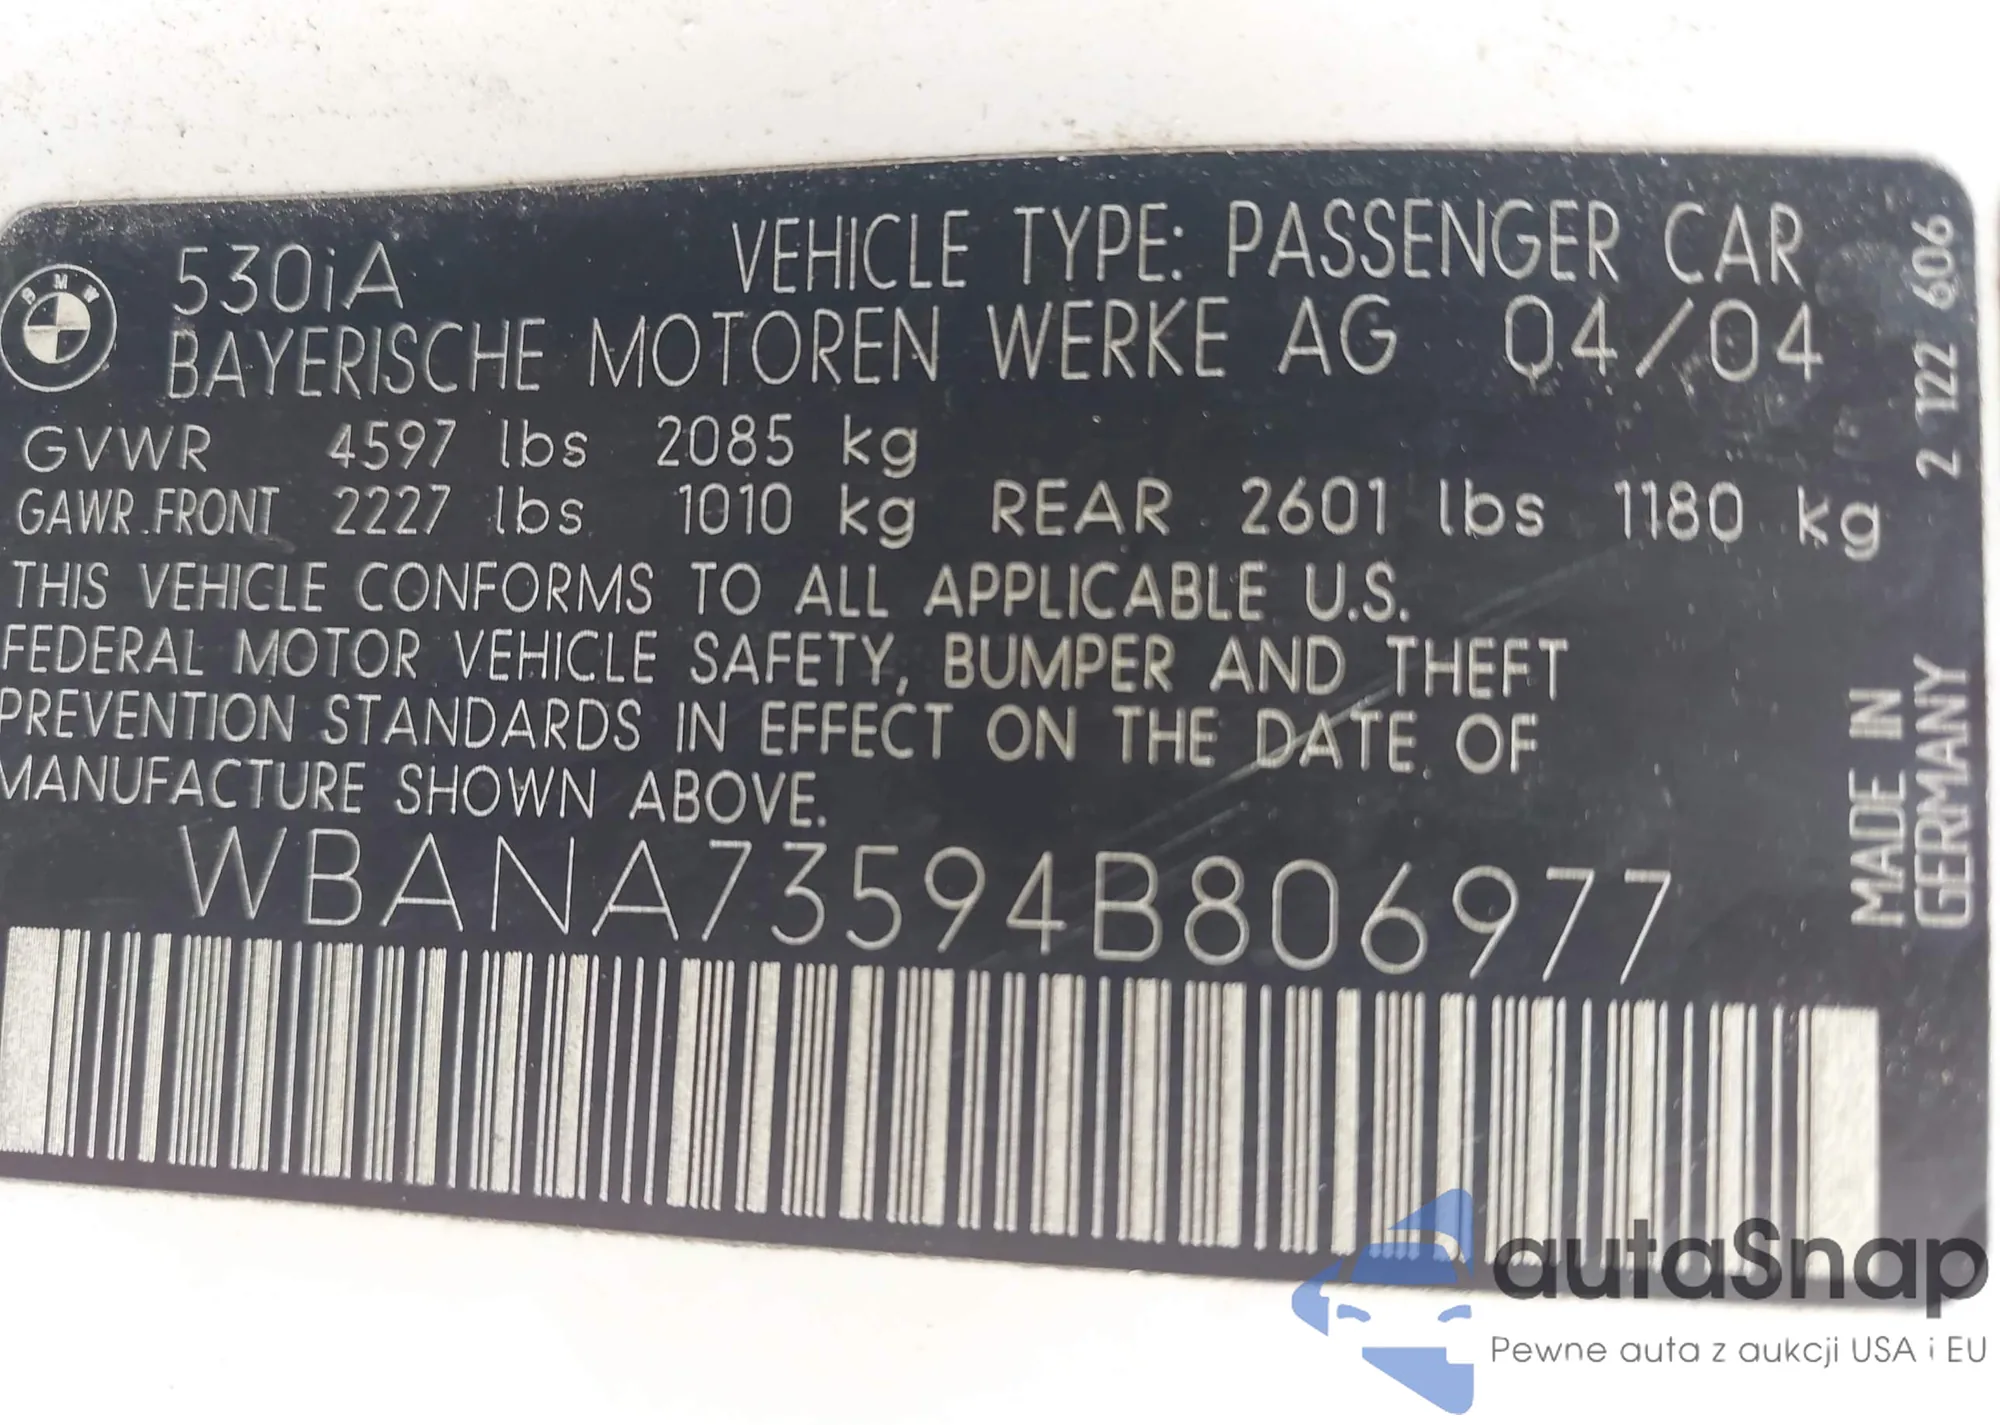 BMW
530iA VEHICLE TYPE: PASSENGER CAR
BAYERISCHE MOTOREN WERKE AG 04/04
GVWR 4597 lbs 2085 kg
GAWR.FRONT 2227 lbs 1010 kg REAR 2601 lbs 1180 kg
THIS VEHICLE CONFORMS TO ALL APPLICABLE U.S.
FEDERAL MOTOR VEHICLE SAFETY, BUMPER AND THEFT
PREVENTION STANDARDS IN EFFECT ON THE DATE OF
MANUFACTURE SHOWN ABOVE.
WBANA73594B806977
2 122 606
MADE IN
GERMANY
autaSnap
Pewne auta z aukcji USA i EU